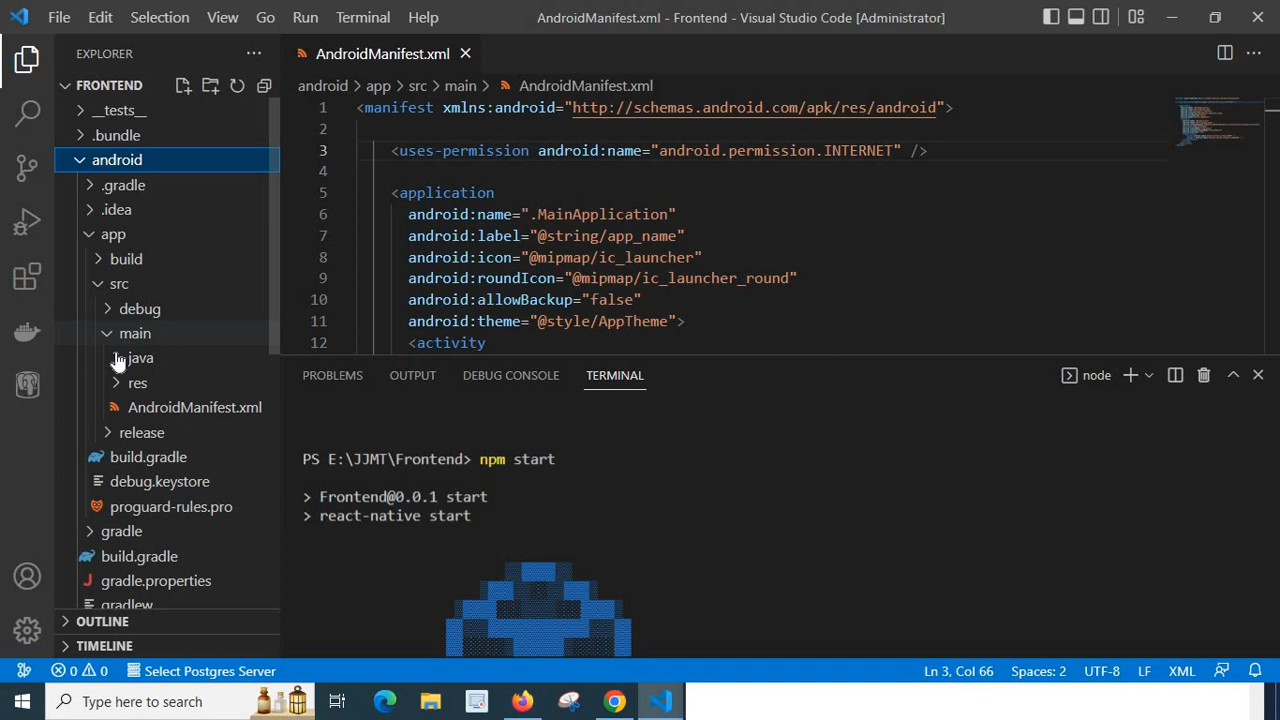 File Edit Selection View Go Run Terminal Help AndroidManifest.xml - Frontend - Visual Studio Code [Administrator]
EXPLORER
FRONTEND
__tests__
.bundle
android
.gradle
.idea
app
build
src
debug
main
java
res
AndroidManifest.xml
release
build.gradle
debug.keystore
proguard-rules.pro
gradle
build.gradle
gradle.properties
gradlew
OUTLINE
TIMELINE
AndroidManifest.xml
android > app > src > main > AndroidManifest.xml
1 <manifest xmlns:android="http://schemas.android.com/apk/res/android">
2
3 <uses-permission android:name="android.permission.INTERNET" />
4
5 <application
6 android:name=".MainApplication"
7 android:label="@string/app_name"
8 android:icon="@mipmap/ic_launcher"
9 android:roundIcon="@mipmap/ic_launcher_round"
10 android:allowBackup="false"
11 android:theme="@style/AppTheme">
12 <activity
PROBLEMS OUTPUT DEBUG CONSOLE TERMINAL node
PS E:\JJMT\Frontend> npm start
> Frontend@0.0.1 start
> react-native start
0 0 Select Postgres Server Ln 3, Col 66 Spaces: 2 UTF-8 LF XML
Type here to search